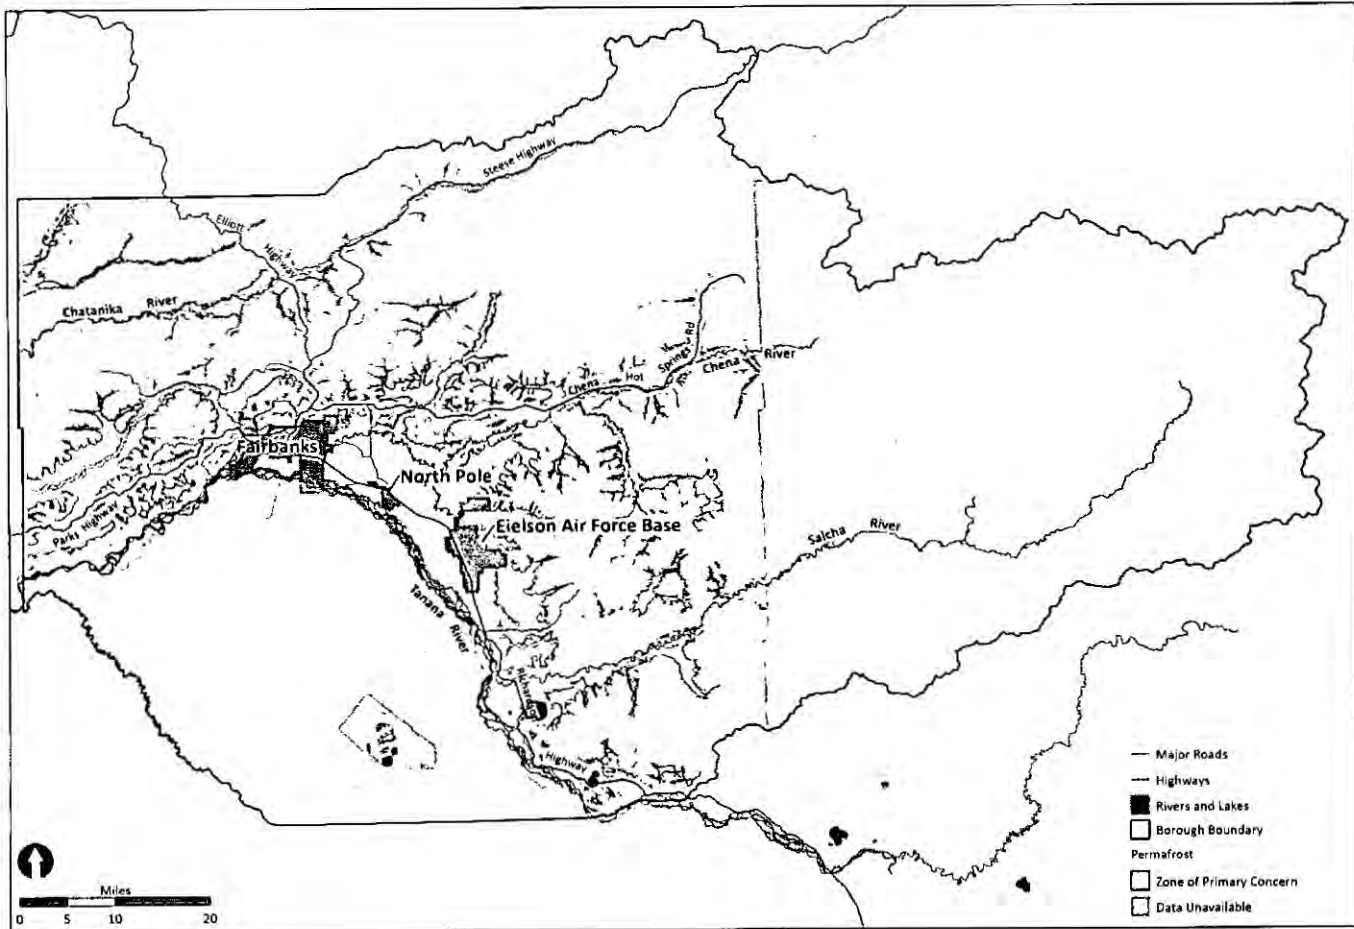 Steese Highway
Elliott
Highway
Chatanika River
Springs Rd
Chena River
Chena Hot
Fairbanks
North Pole
Parks Highway
Eielson Air Force Base
Salcha River
Tanana
River
Richardson
Highway
Major Roads
Highways
Rivers and Lakes
Borough Boundary
Permafrost
Zone of Primary Concern
Data Unavailable
Miles
0 5 10 20